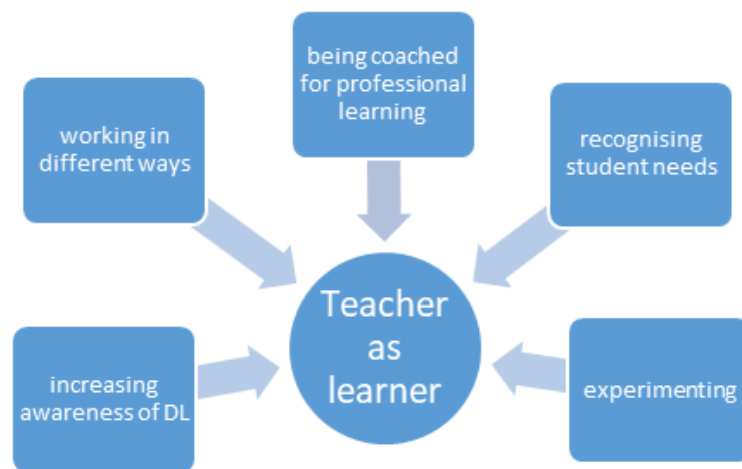 being coached
for professional
learning
working in
different ways
recognising
student needs
Teacher
as
learner
increasing
awareness of DL
experimenting